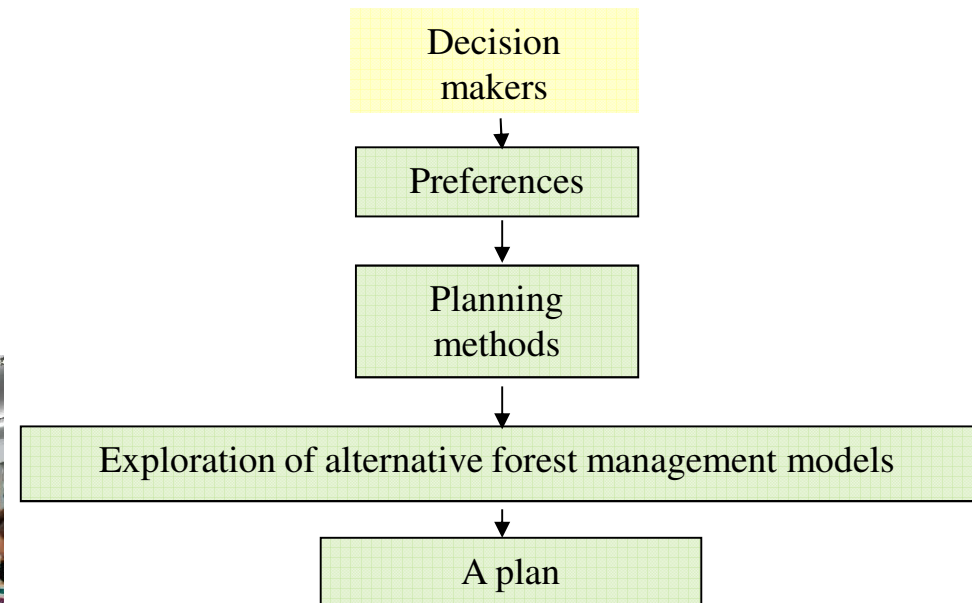 Decision
makers
Preferences
Planning
methods
Exploration of alternative forest management models
A plan